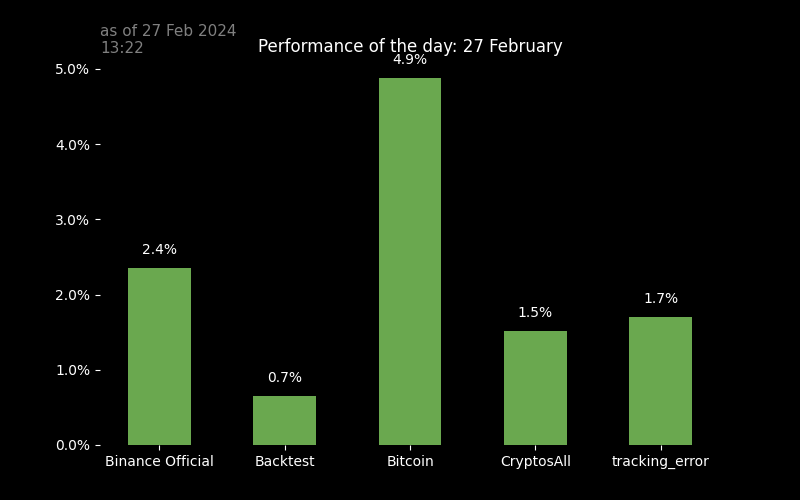 as of 27 Feb 2024
13:22
Performance of the day: 27 February
5.0%
4.0%
3.0%
2.0%
1.0%
0.0%
2.4%
0.7%
4.9%
1.5%
1.7%
Binance Official
Backtest
Bitcoin
CryptosAll
tracking_error